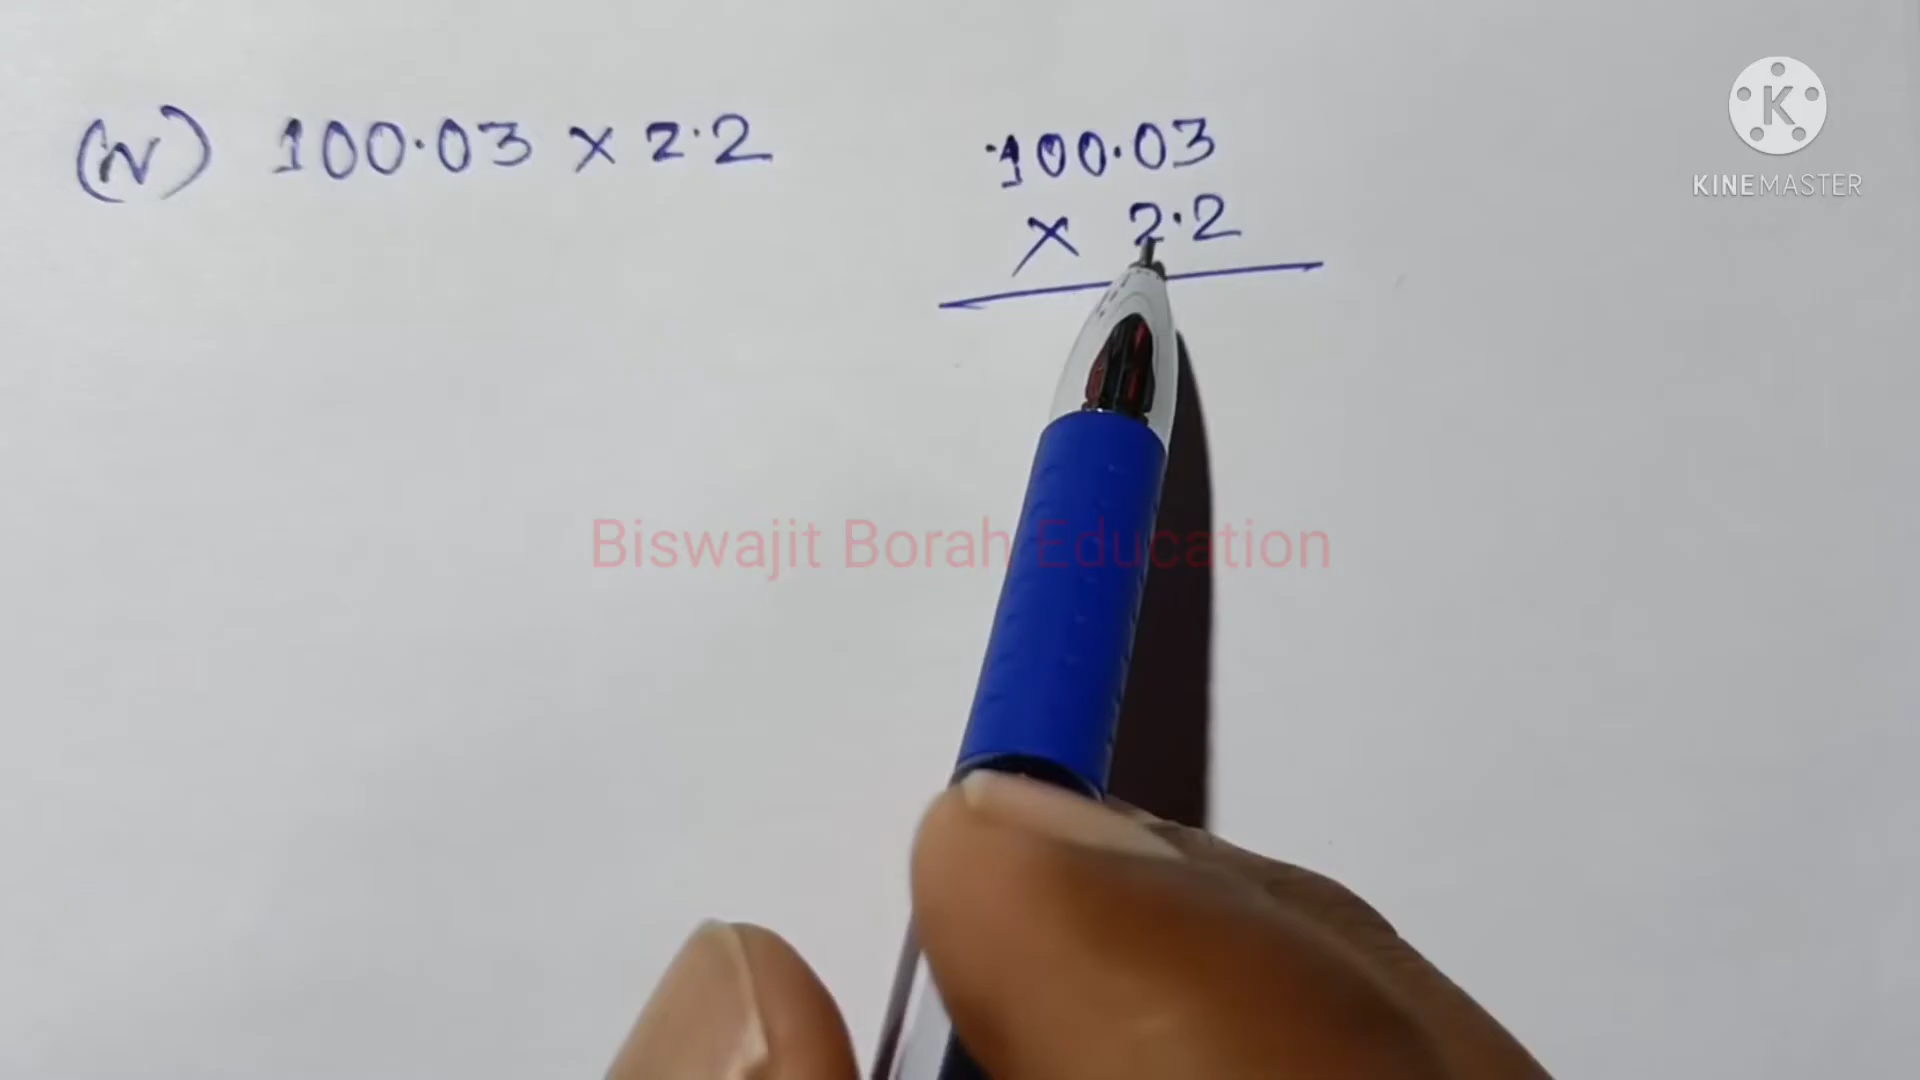 (iv) 100.03 × 2.2
100.03
× 2.2
KINEMASTER
Biswajit Borah Education